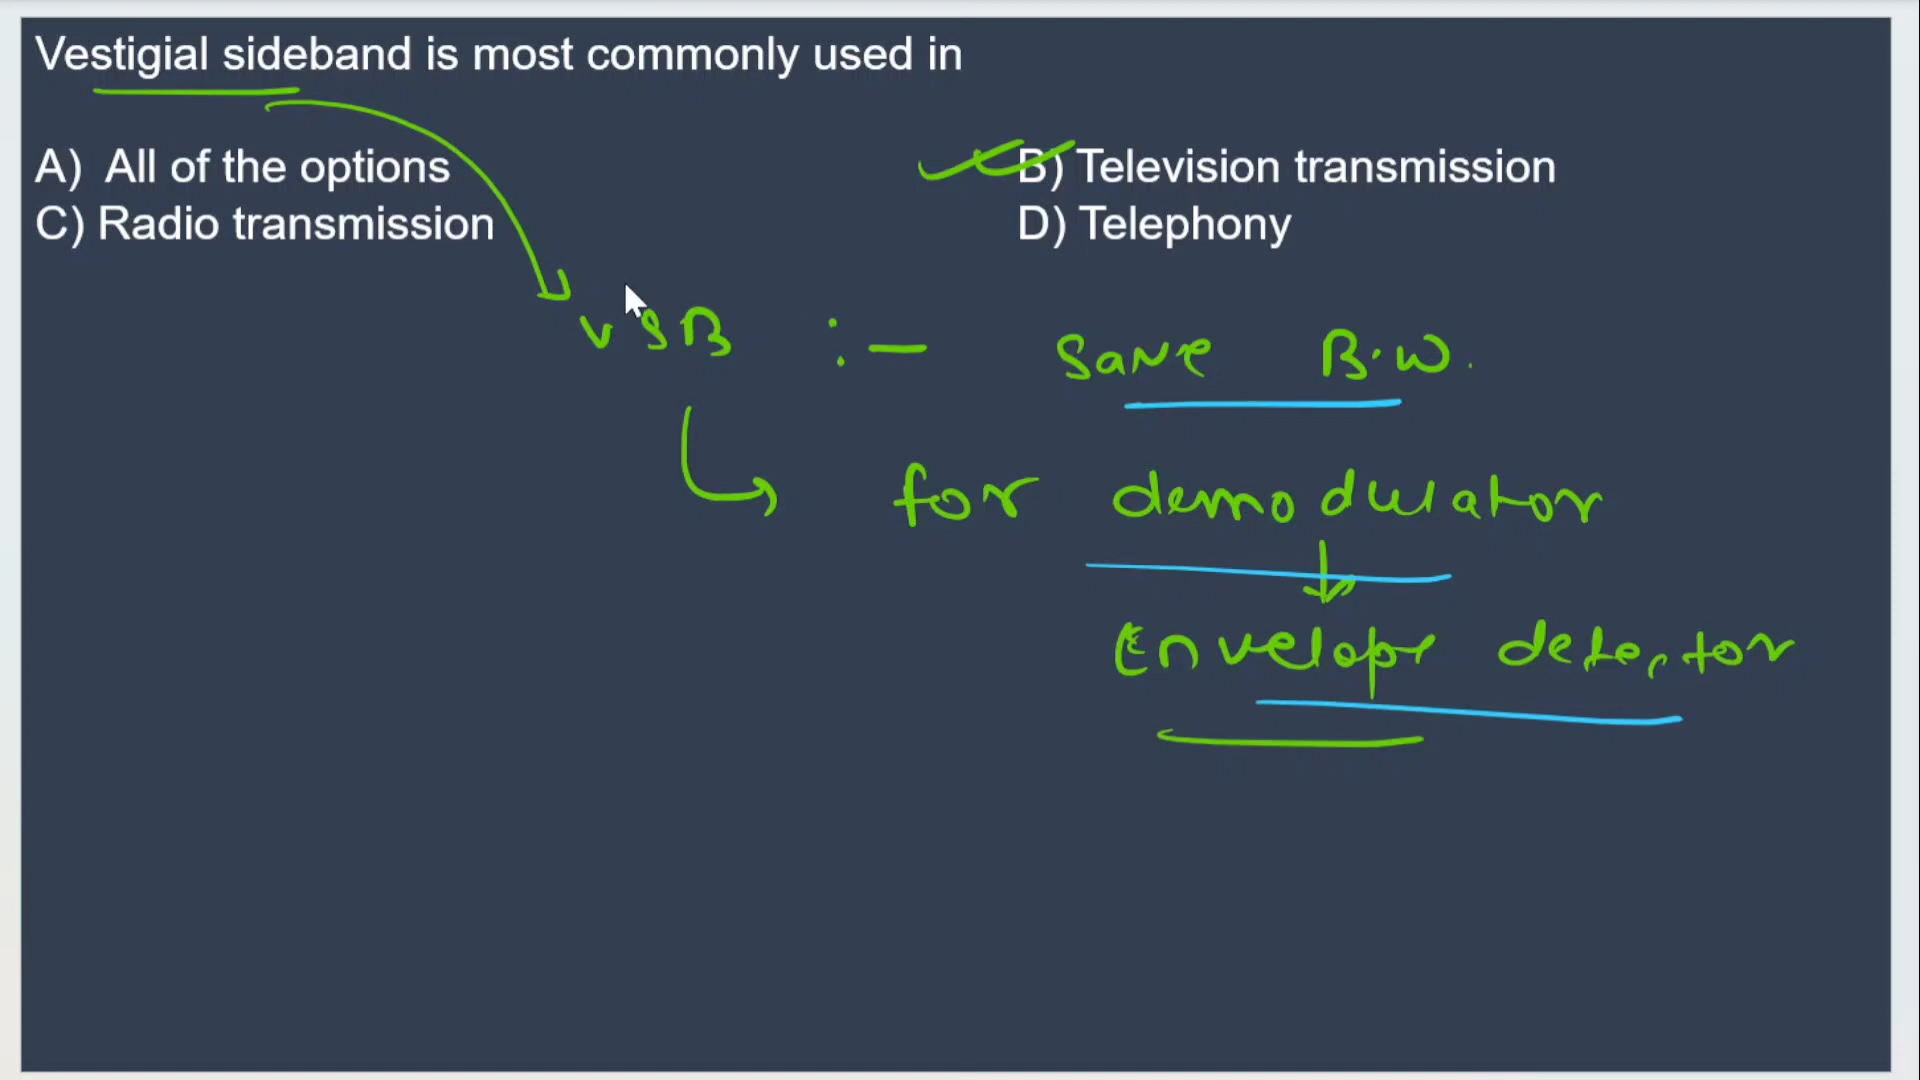 Vestigial sideband is most commonly used in
A) All of the options
B) Television transmission
C) Radio transmission
D) Telephony
VSB :- Save B.W.
for demodulator
Envelope detector